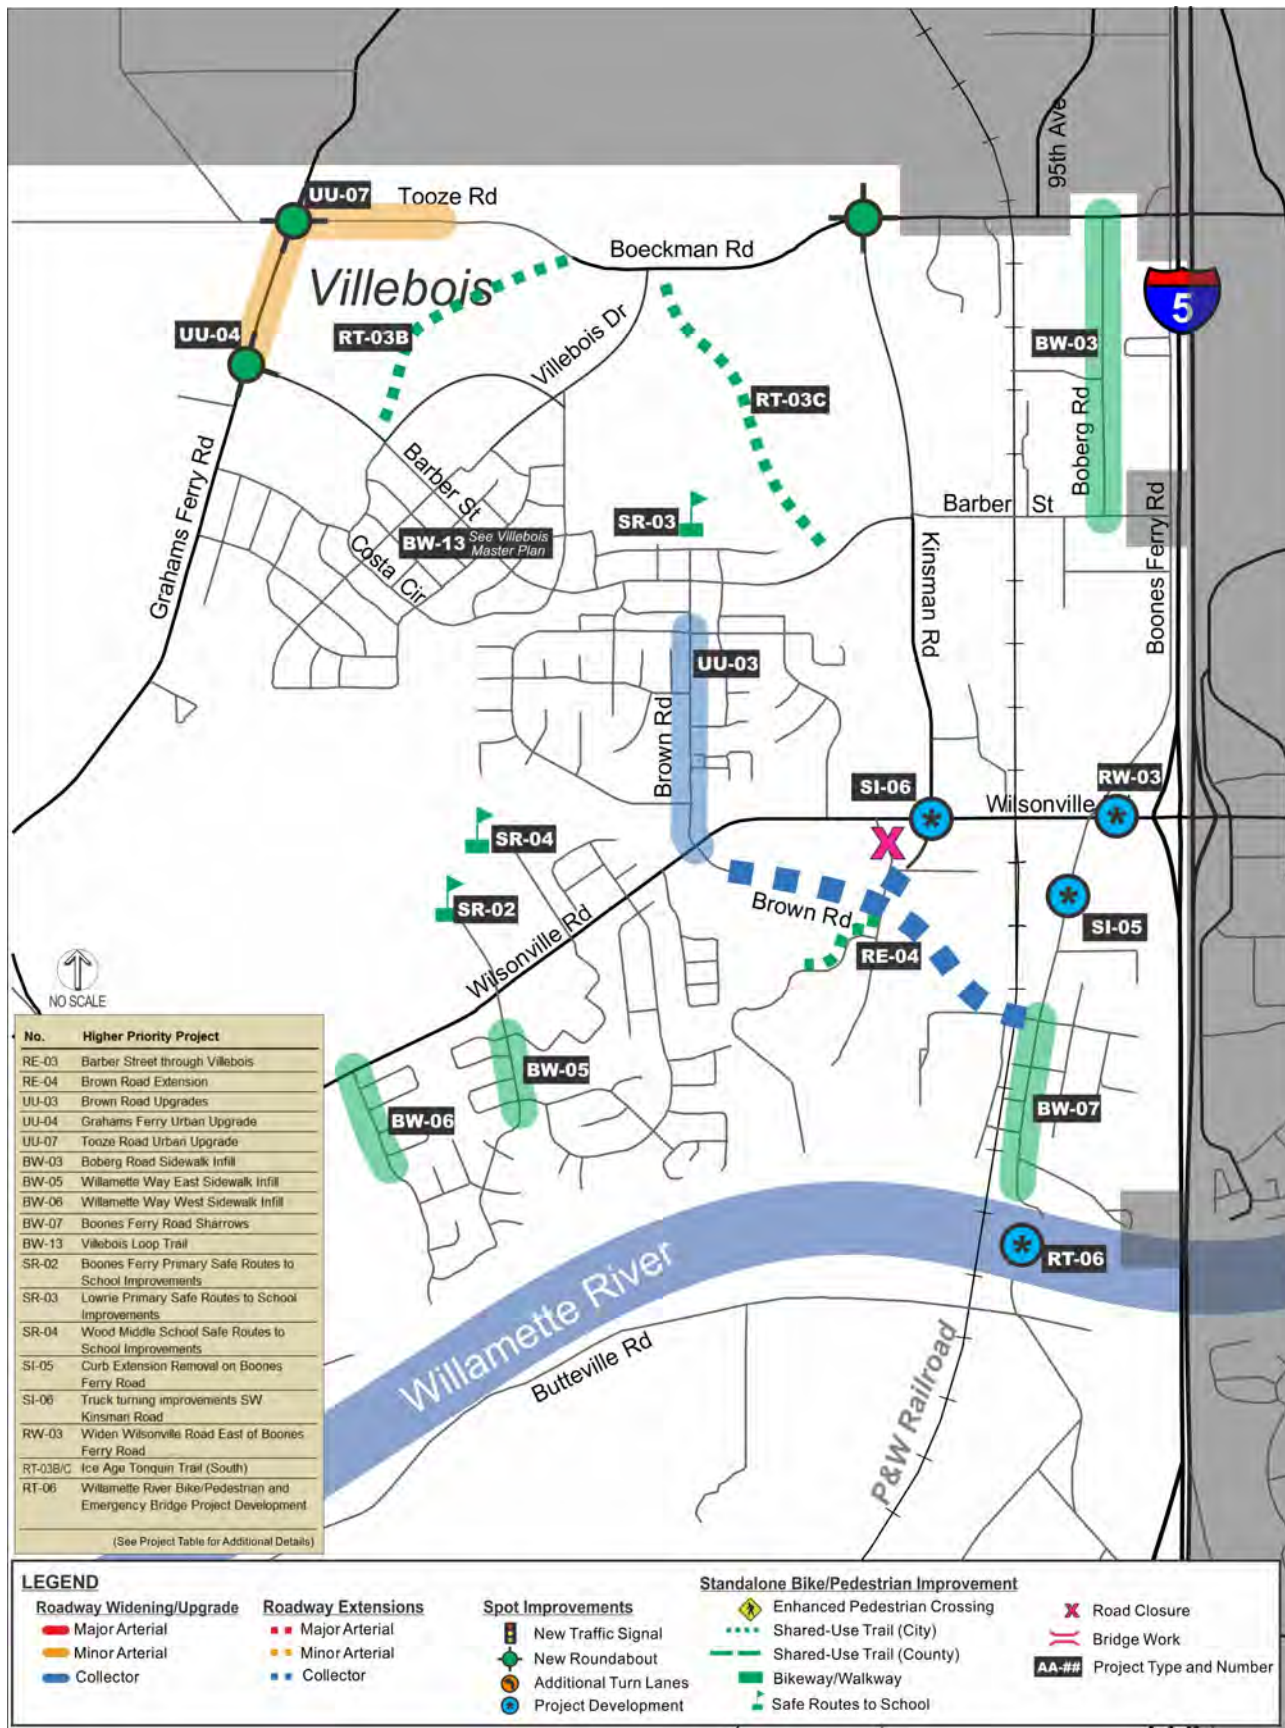 95th Ave
UU-07
Tooze Rd
Boeckman Rd
Villebois
5
UU-04
RT-03B
Villebois Dr
BW-03
RT-03C
Boberg Rd
Grahams Ferry Rd
Barber St
SR-03
Barber St
BW-13 See Villebois
Master Plan
Costa Cir
Kinsman Rd
Boones Ferry Rd
UU-03
Brown Rd
SI-06
RW-03
Wilsonville
X
SR-04
SR-02
Brown Rd
SI-05
Wilsonville Rd
RE-04
NO SCALE
BW-05
BW-06
BW-07
RT-06
Willamette River
Butteville Rd
P&W Railroad
No. Higher Priority Project
RE-03 Barber Street through Villebois
RE-04 Brown Road Extension
UU-03 Brown Road Upgrades
UU-04 Grahams Ferry Urban Upgrade
UU-07 Tooze Road Urban Upgrade
BW-03 Boberg Road Sidewalk Infill
BW-05 Willamette Way East Sidewalk Infill
BW-06 Willamette Way West Sidewalk Infill
BW-07 Boones Ferry Road Sharrows
BW-13 Villebois Loop Trail
SR-02 Boones Ferry Primary Safe Routes to
School Improvements
SR-03 Lowrie Primary Safe Routes to School
Improvements
SR-04 Wood Middle School Safe Routes to
School Improvements
SI-05 Curb Extension Removal on Boones
Ferry Road
SI-06 Truck turning improvements SW
Kinsman Road
RW-03 Widen Wilsonville Road East of Boones
Ferry Road
RT-03B/C Ice Age Tonquin Trail (South)
RT-06 Willamette River Bike/Pedestrian and
Emergency Bridge Project Development
(See Project Table for Additional Details)
LEGEND
Roadway Widening/Upgrade
Major Arterial
Minor Arterial
Collector
Roadway Extensions
Major Arterial
Minor Arterial
Collector
Spot Improvements
New Traffic Signal
New Roundabout
Additional Turn Lanes
Project Development
Standalone Bike/Pedestrian Improvement
Enhanced Pedestrian Crossing
Shared-Use Trail (City)
Shared-Use Trail (County)
Bikeway/Walkway
Safe Routes to School
X Road Closure
Bridge Work
AA-## Project Type and Number